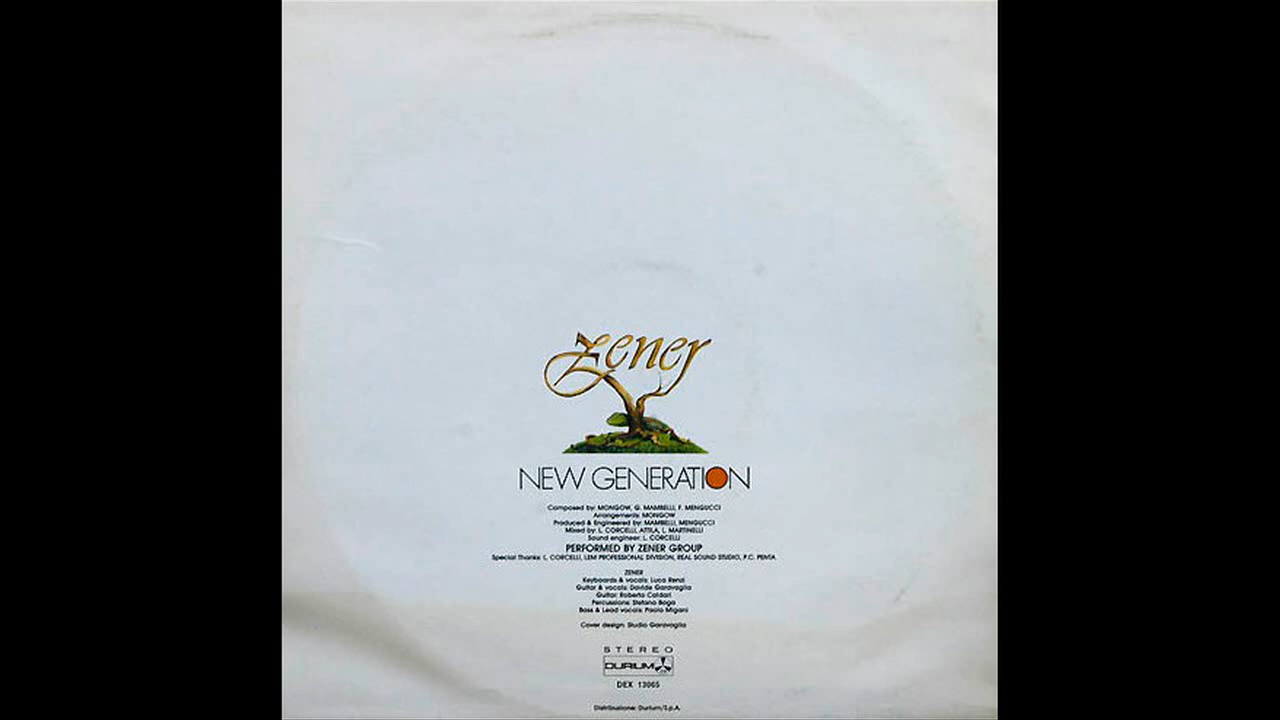 zener
NEW GENERATION
Composed by: MONGOW, G. MAMBELLI, F. MENGUCCI
Arrangements: MONGOW
Produced & Engineered by: MAMBELLI, MENGUCCI
Mixed by: L. CORCELLI, ATTILA, L. MARTINELLI
Sound engineer: L. CORCELLI
PERFORMED BY ZENER GROUP
Special Thanks: L. CORCELLI, LEM PROFESSIONAL DIVISION, REAL SOUND STUDIO, P.C. PENTA
ZENER
Keyboards & vocals: Luca Renzi
Guitar & vocals: Davide Garavaglia
Guitar: Roberto Caldari
Percussions: Stefano Boga
Bass & Lead vocals: Paolo Migani
Cover design: Studio Garavaglia
STEREO
DURIUM
DEX 13065
Distribuzione: Durium/S.p.A.